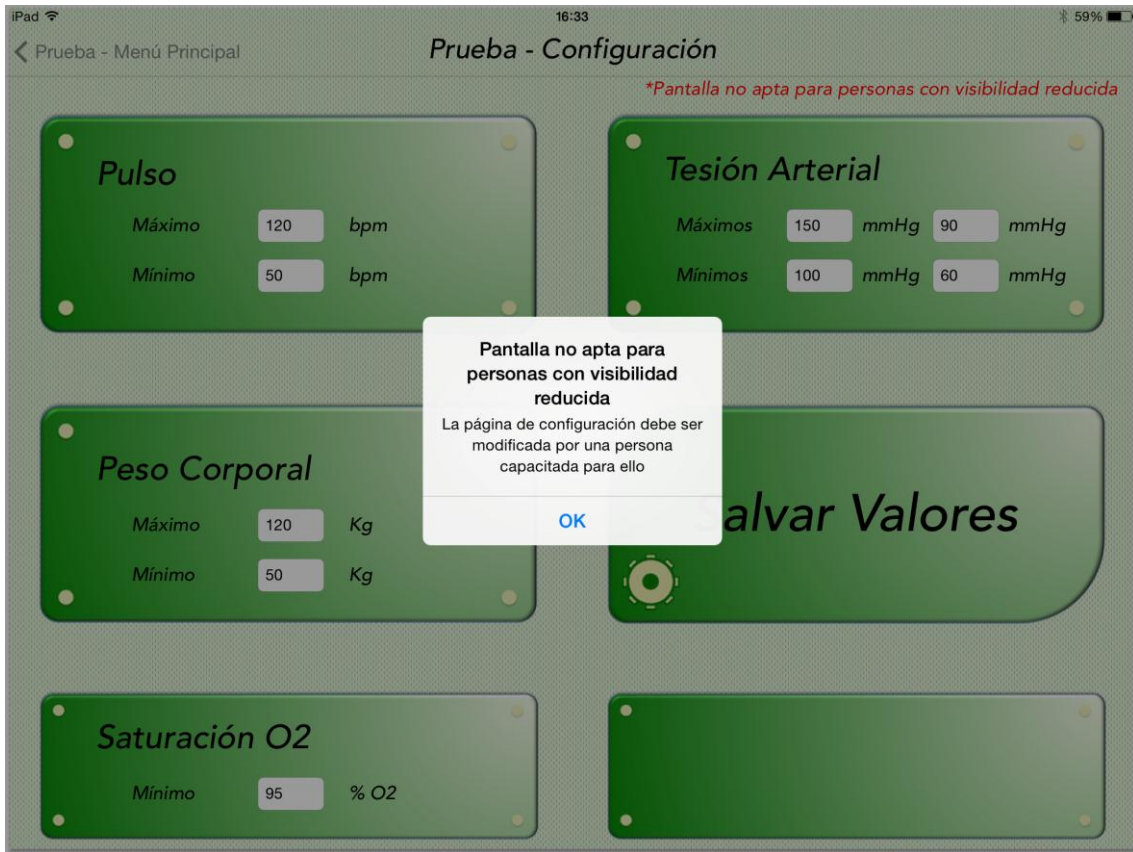 iPad 16:33 59%
Prueba - Menú Principal Prueba - Configuración
*Pantalla no apta para personas con visibilidad reducida
Pulso
Máximo 120 bpm
Mínimo 50 bpm
Tesión Arterial
Máximos 150 mmHg 90 mmHg
Mínimos 100 mmHg 60 mmHg
Pantalla no apta para
personas con visibilidad
reducida
La página de configuración debe ser
modificada por una persona
capacitada para ello
OK
Peso Corporal
Máximo 120 Kg
Mínimo 50 Kg
alvar Valores
Saturación O2
Mínimo 95 % O2